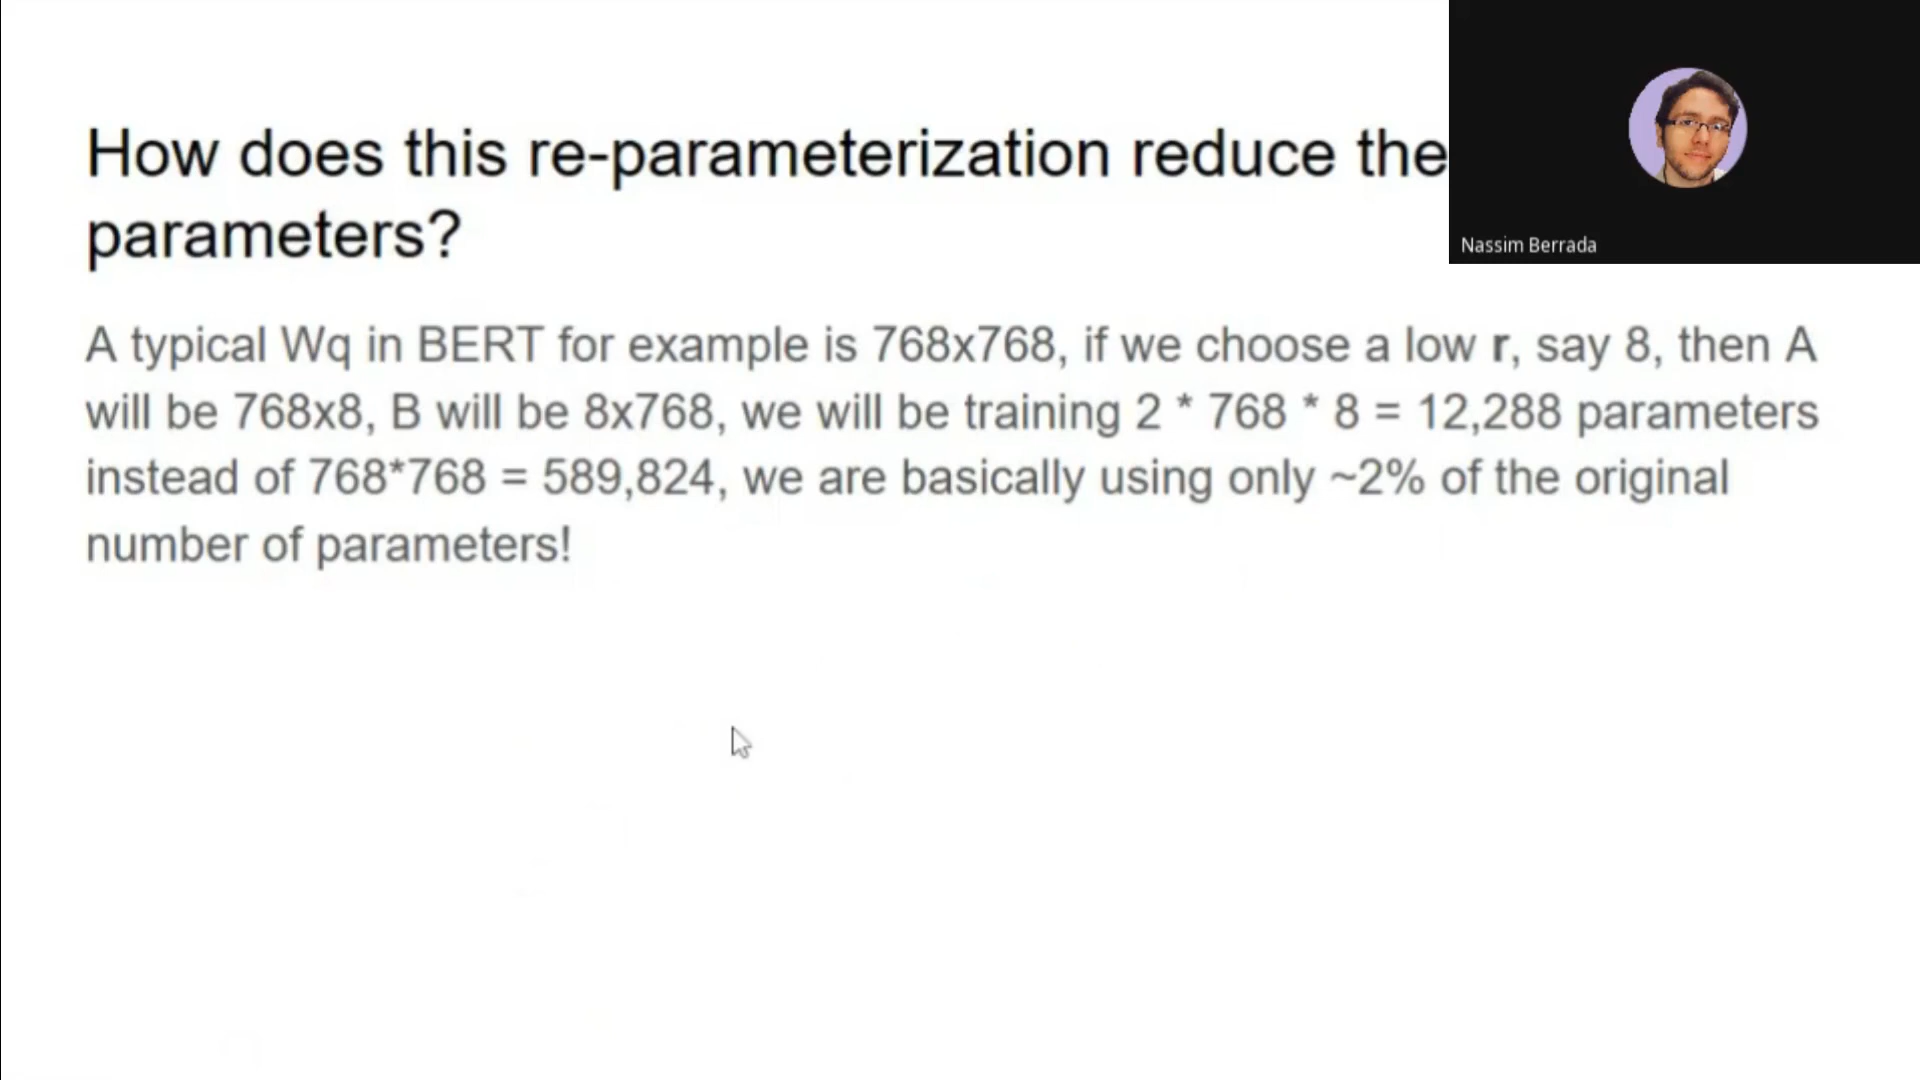 How does this re-parameterization reduce the
parameters?
Nassim Berrada
A typical Wq in BERT for example is 768x768, if we choose a low r, say 8, then A
will be 768x8, B will be 8x768, we will be training 2 * 768 * 8 = 12,288 parameters
instead of 768*768 = 589,824, we are basically using only ~2% of the original
number of parameters!